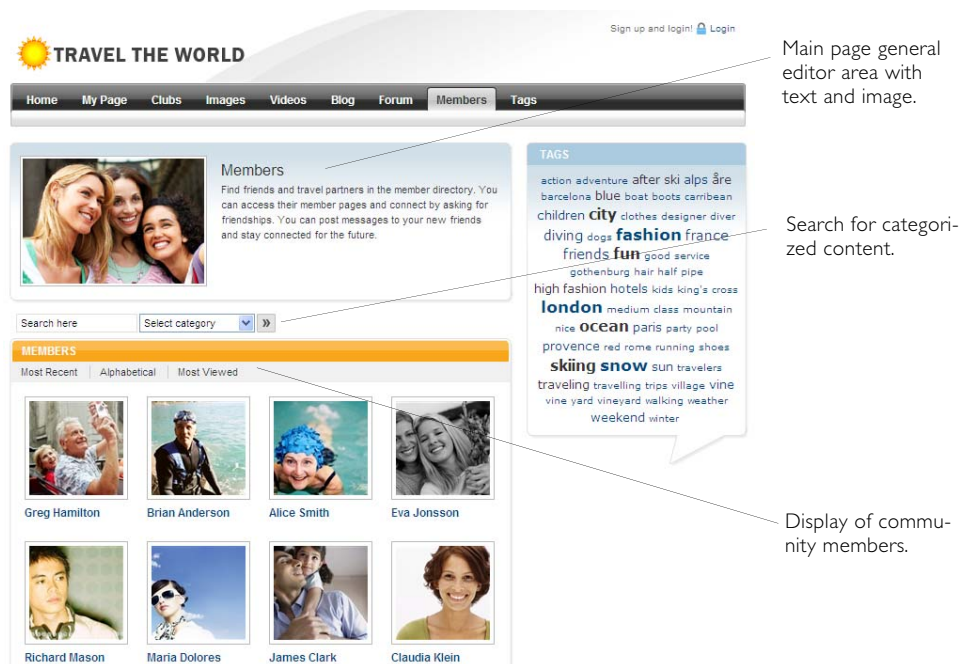 Sign up and login! Login
TRAVEL THE WORLD
Home My Page Clubs Images Videos Blog Forum Members Tags
Members
Find friends and travel partners in the member directory. You
can access their member pages and connect by asking for
friendships. You can post messages to your new friends
and stay connected for the future.
Search here Select category »
MEMBERS
Most Recent Alphabetical Most Viewed
Greg Hamilton Brian Anderson Alice Smith Eva Jonsson
Richard Mason Maria Dolores James Clark Claudia Klein
TAGS
action adventure after ski alps åre
barcelona blue boat boots carribean
children city clothes designer diver
diving dogs fashion france
friends fun good service
gothenburg hair half pipe
high fashion hotels kids king's cross
london medium class mountain
nice ocean paris party pool
provence red rome running shoes
skiing snow sun travelers
traveling travelling trips village vine
vine yard vineyard walking weather
weekend winter
Main page general
editor area with
text and image.
Search for categori-
zed content.
Display of commu-
nity members.